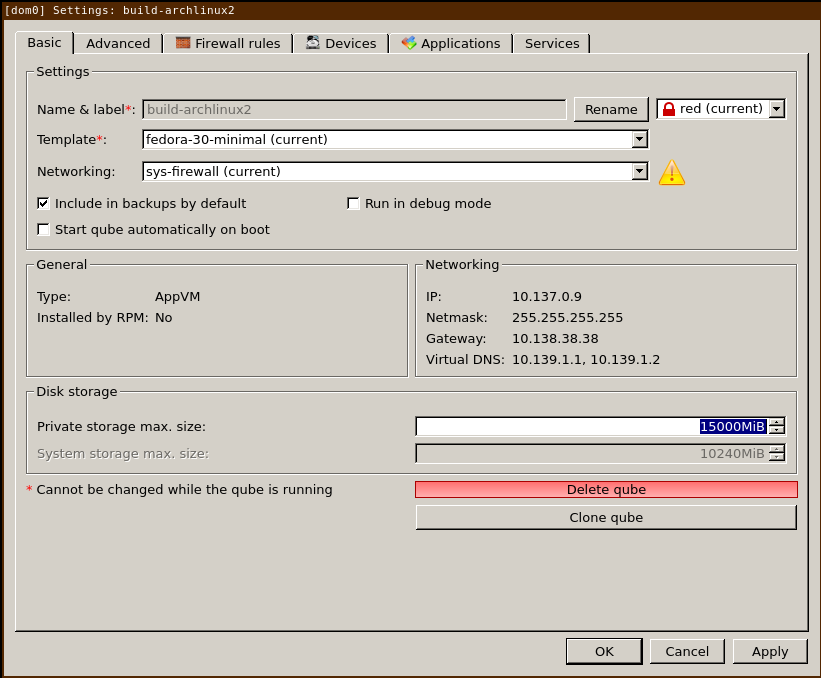 [dom0] Settings: build-archlinux2
Basic Advanced Firewall rules Devices Applications Services
Settings
Name & label*: build-archlinux2 Rename red (current)
Template*: fedora-30-minimal (current)
Networking: sys-firewall (current)
Include in backups by default Run in debug mode
Start qube automatically on boot
General
Type: AppVM
Installed by RPM: No
Networking
IP: 10.137.0.9
Netmask: 255.255.255.255
Gateway: 10.138.38.38
Virtual DNS: 10.139.1.1, 10.139.1.2
Disk storage
Private storage max. size: 15000MiB
System storage max. size: 10240MiB
* Cannot be changed while the qube is running Delete qube
Clone qube
OK Cancel Apply